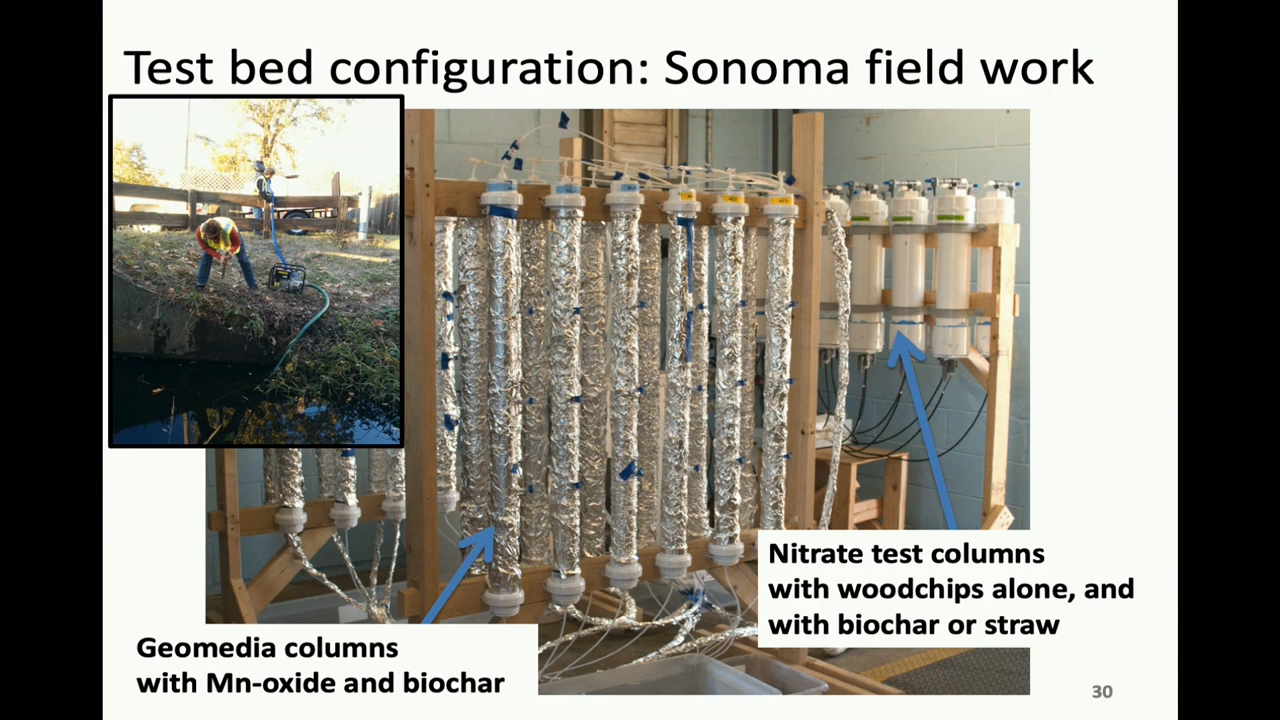 Test bed configuration: Sonoma field work
Nitrate test columns
with woodchips alone, and
with biochar or straw
Geomedia columns
with Mn-oxide and biochar
30